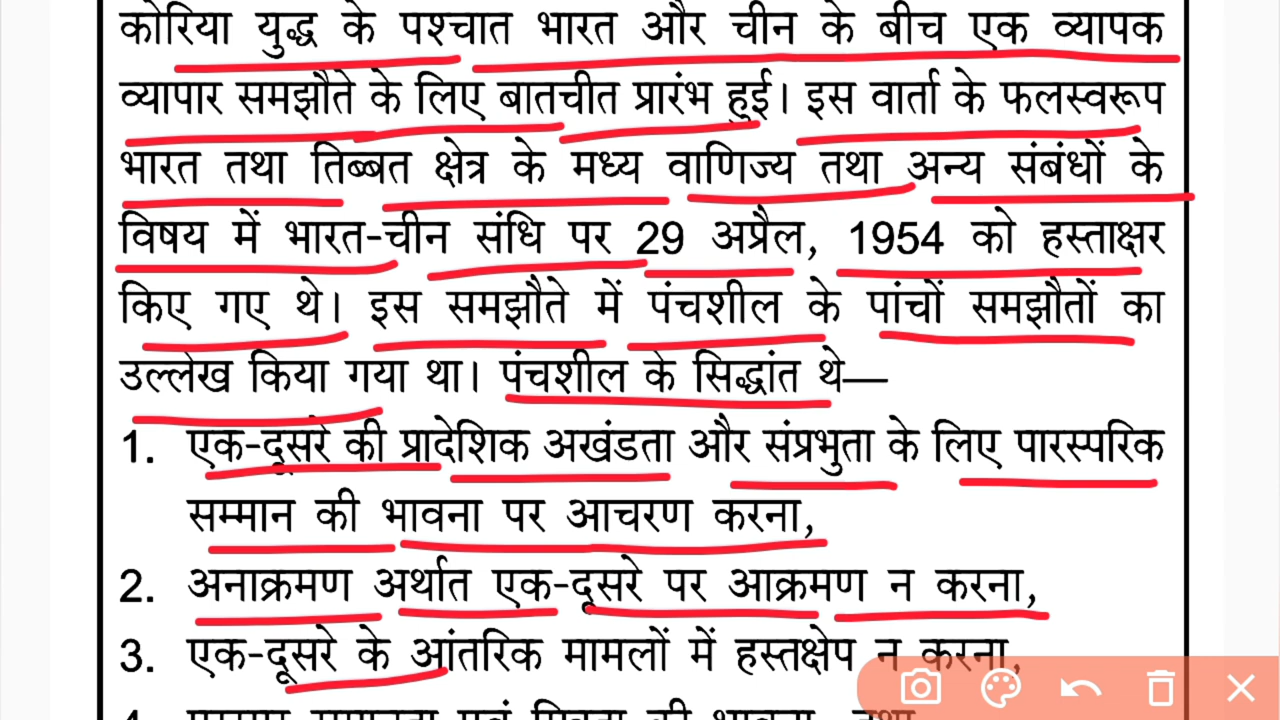 कोरिया युद्ध के पश्चात भारत और चीन के बीच एक व्यापक
व्यापार समझौते के लिए बातचीत प्रारंभ हुई। इस वार्ता के फलस्वरूप
भारत तथा तिब्बत क्षेत्र के मध्य वाणिज्य तथा अन्य संबंधों के
विषय में भारत-चीन संधि पर 29 अप्रैल, 1954 को हस्ताक्षर
किए गए थे। इस समझौते में पंचशील के पांचों समझौतों का
उल्लेख किया गया था। पंचशील के सिद्धांत थे—
1. एक-दूसरे की प्रादेशिक अखंडता और संप्रभुता के लिए पारस्परिक
सम्मान की भावना पर आचरण करना,
2. अनाक्रमण अर्थात एक-दूसरे पर आक्रमण न करना,
3. एक-दूसरे के आंतरिक मामलों में हस्तक्षेप न करना,